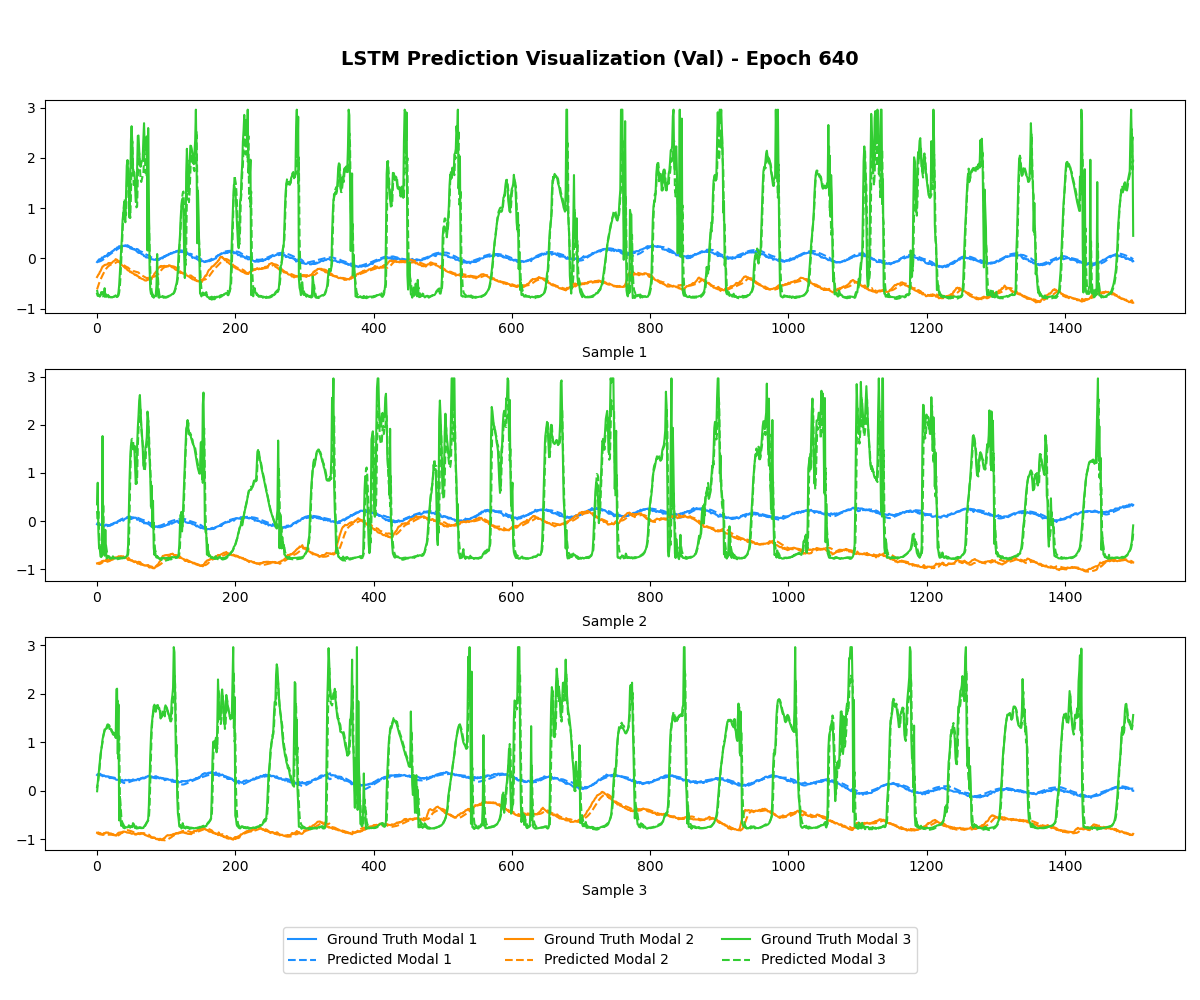 LSTM Prediction Visualization (Val) - Epoch 640
3
2
1
0
−1
0 200 400 600 800 1000 1200 1400
Sample 1
3
2
1
0
−1
0 200 400 600 800 1000 1200 1400
Sample 2
3
2
1
0
−1
0 200 400 600 800 1000 1200 1400
Sample 3
Ground Truth Modal 1 Ground Truth Modal 2 Ground Truth Modal 3
Predicted Modal 1 Predicted Modal 2 Predicted Modal 3